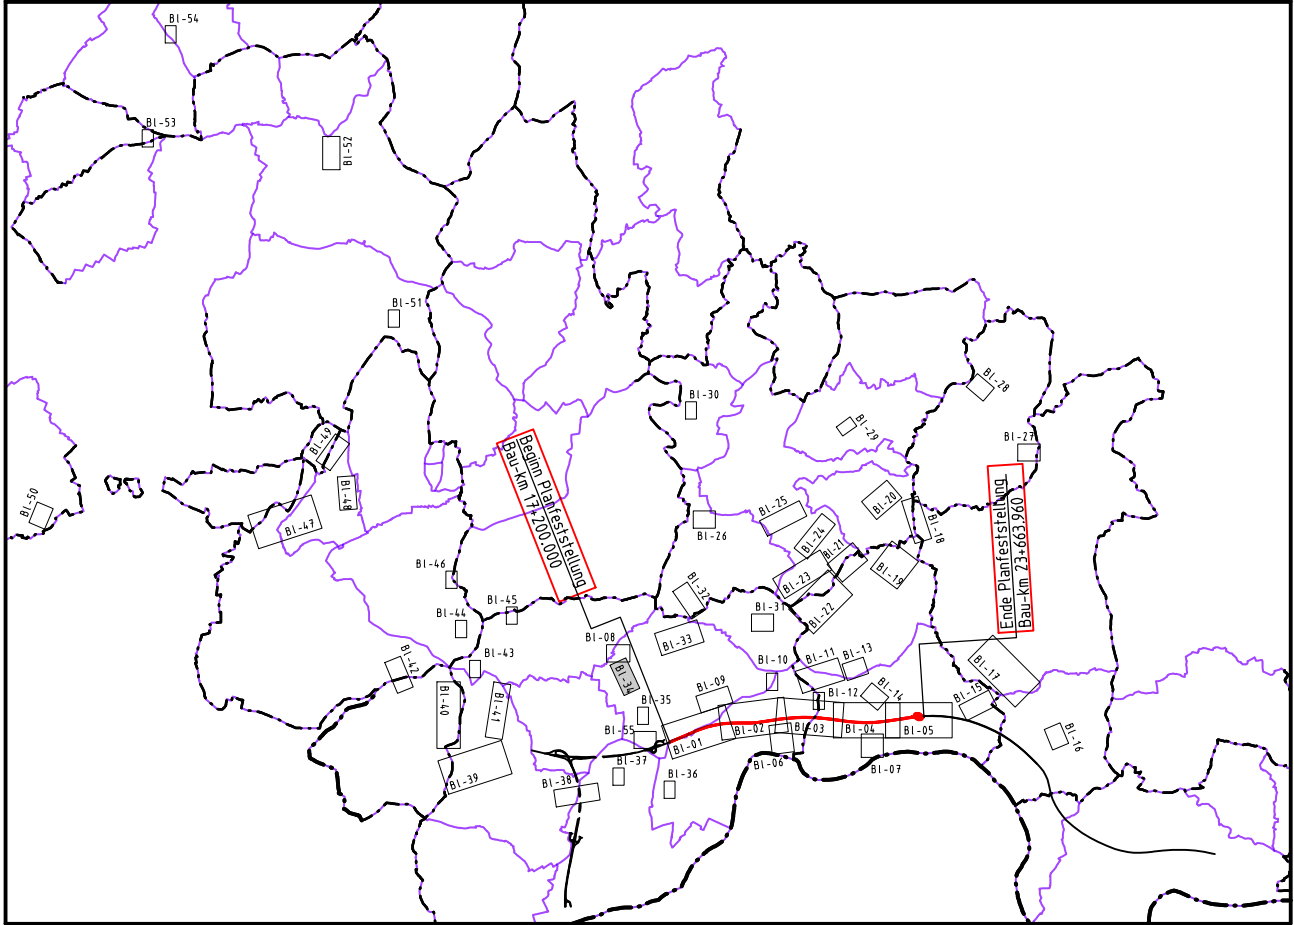 Bl-54
Bl-53
Bl-52
Bl-51
Bl-28
Bl-30
Bl-29
Bl-27
Bl-49
Beginn Planfeststellung
Bau-km 17+200.000
Ende Planfeststellung
Bau-km 23+663.960
Bl-50
Bl-48
Bl-47
Bl-25
Bl-20
Bl-18
Bl-26
Bl-24
Bl-21
Bl-19
Bl-23
Bl-46
Bl-32
Bl-45
Bl-44
Bl-31
Bl-22
Bl-33
Bl-08
Bl-43
Bl-42
Bl-34
Bl-10
Bl-11
Bl-13
Bl-17
Bl-09
Bl-12
Bl-14
Bl-15
Bl-35
Bl-40
Bl-41
Bl-55
Bl-01
Bl-02
Bl-03
Bl-04
Bl-05
Bl-16
Bl-06
Bl-07
Bl-39
Bl-38
Bl-37
Bl-36